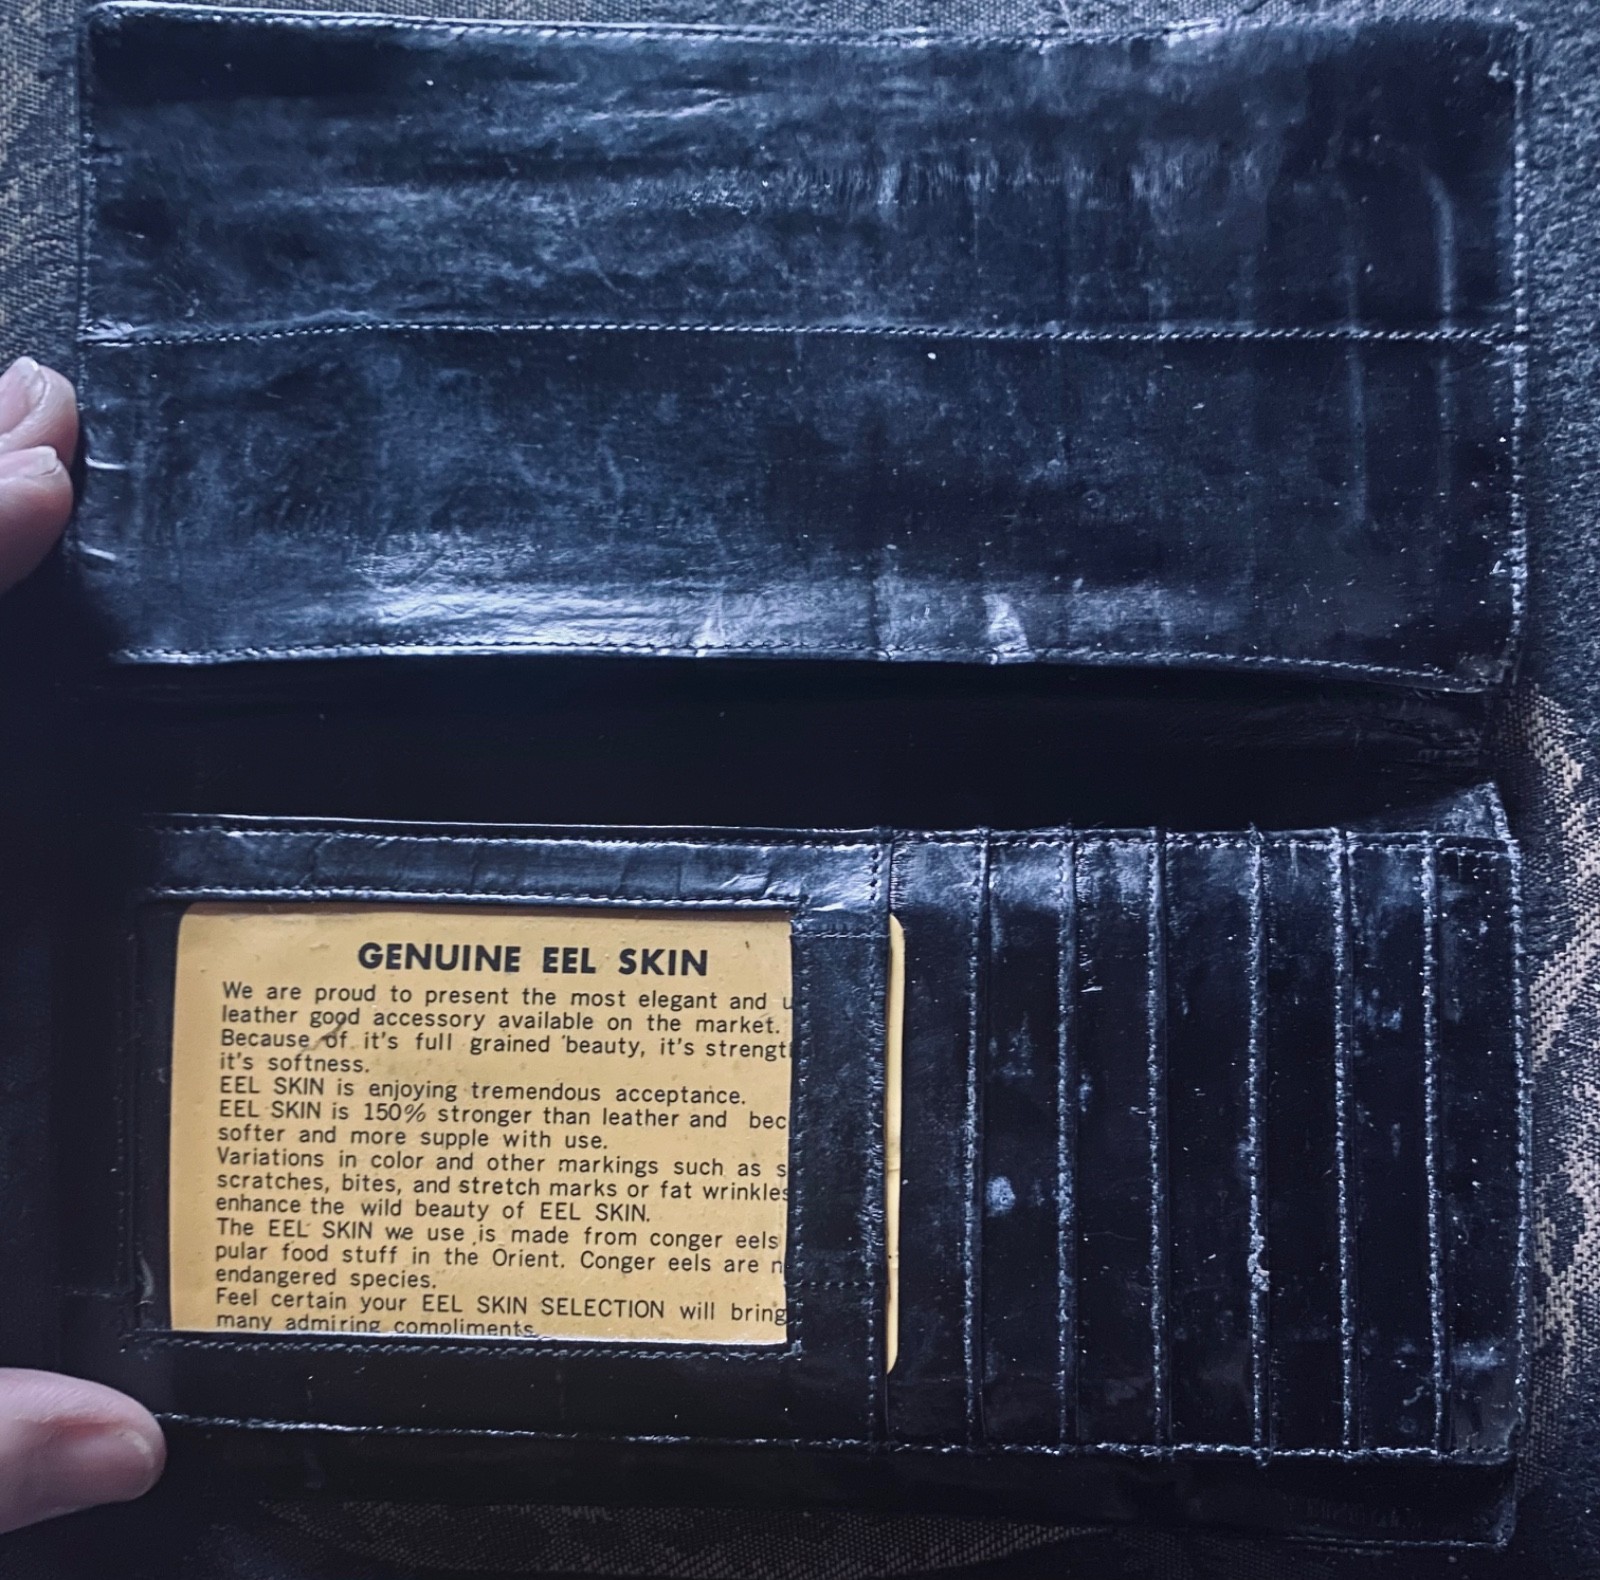 GENUINE EEL SKIN
We are proud to present the most elegant and
leather good accessory available on the market.
Because of it's full grained beauty, it's
it's softness.
EEL SKIN is enjoying tremendous acceptance.
EEL SKIN is 150% stronger than leather and
softer and more supple with use.
Variations in color and other markings such as
scratches, bites, and stretch marks or fat wrinkles
enhance the wild beauty of EEL SKIN.
The EEL SKIN we use is made from conger eels
pular food stuff in the Orient. Conger eels are
endangered species.
Feel certain your EEL SKIN SELECTION will bring
many admiring compliments